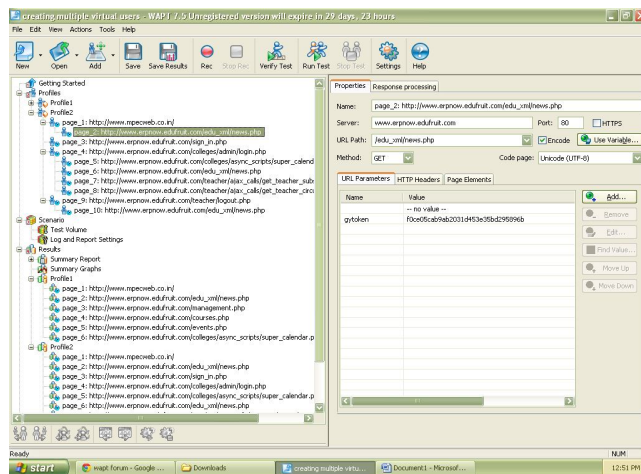 creating multiple virtual users - WAPT 7.5 Unregistered version will expire in 29 days, 23 hours
File Edit View Actions Tools Help
New Open Add Save Save Results Rec Stop Rec Verify Test Run Test Stop Test Settings Help
Getting Started
Profiles
Profile1
Profile2
page_1: http://www.mpecweb.co.in/
page_2: http://www.erpnow.edufruit.com/edu_xml/news.php
page_3: http://www.erpnow.edufruit.com/sign_in.php
page_4: http://www.erpnow.edufruit.com/colleges/admin/login.php
page_5: http://www.erpnow.edufruit.com/colleges/async_scripts/super_calend
page_6: http://www.erpnow.edufruit.com/edu_xml/news.php
page_7: http://www.erpnow.edufruit.com/teacher/ajax_calls/get_teacher_sub
page_8: http://www.erpnow.edufruit.com/teacher/ajax_calls/get_teacher_circ
page_9: http://www.erpnow.edufruit.com/teacher/logout.php
page_10: http://www.erpnow.edufruit.com/edu_xml/news.php
Scenario
Test Volume
Log and Report Settings
Results
Summary Report
Summary Graphs
Profile1
page_1: http://www.mpecweb.co.in/
page_2: http://www.erpnow.edufruit.com/edu_xml/news.php
page_3: http://www.erpnow.edufruit.com/management.php
page_4: http://www.erpnow.edufruit.com/courses.php
page_5: http://www.erpnow.edufruit.com/events.php
page_6: http://www.erpnow.edufruit.com/colleges/async_scripts/super_calendar.p
Profile2
page_1: http://www.mpecweb.co.in/
page_2: http://www.erpnow.edufruit.com/edu_xml/news.php
page_3: http://www.erpnow.edufruit.com/sign_in.php
page_4: http://www.erpnow.edufruit.com/colleges/admin/login.php
page_5: http://www.erpnow.edufruit.com/colleges/async_scripts/super_calendar.p
page_6: http://www.erpnow.edufruit.com/edu_xml/news.php
Properties Response processing
Name: page_2: http://www.erpnow.edufruit.com/edu_xml/news.php
Server: www.erpnow.edufruit.com Port: 80 HTTPS
URL Path: /edu_xml/news.php Encode Use Variable...
Method: GET Code page: Unicode (UTF-8)
URL Parameters HTTP Headers Page Elements
Name Value
-- no value --
gytoken f0ce05cab9ab2031d453e35bd295896b
Add...
Remove
Edit...
Find Value...
Move Up
Move Down
Ready NUM
start wapt forum - Google ... Downloads creating multiple virtu... Document1 - Microsof... 12:51 PM